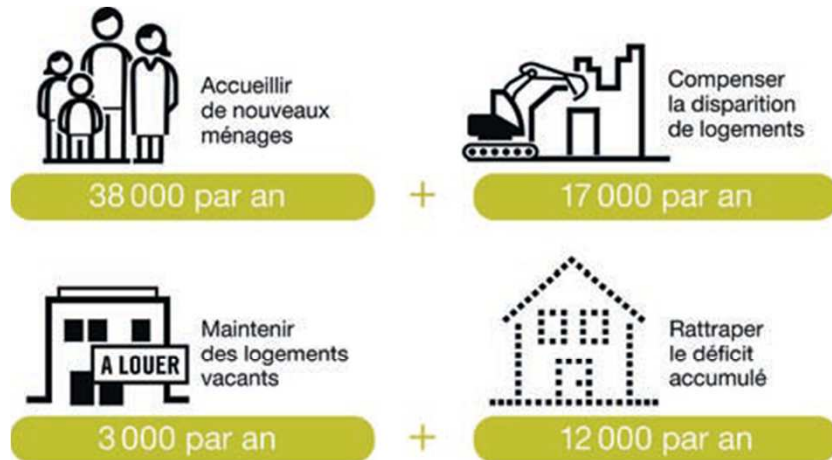 Accueillir
de nouveaux
ménages
38 000 par an
+
Compenser
la disparition
de logements
17 000 par an
A LOUER
Maintenir
des logements
vacants
3 000 par an
+
Rattraper
le déficit
accumulé
12 000 par an